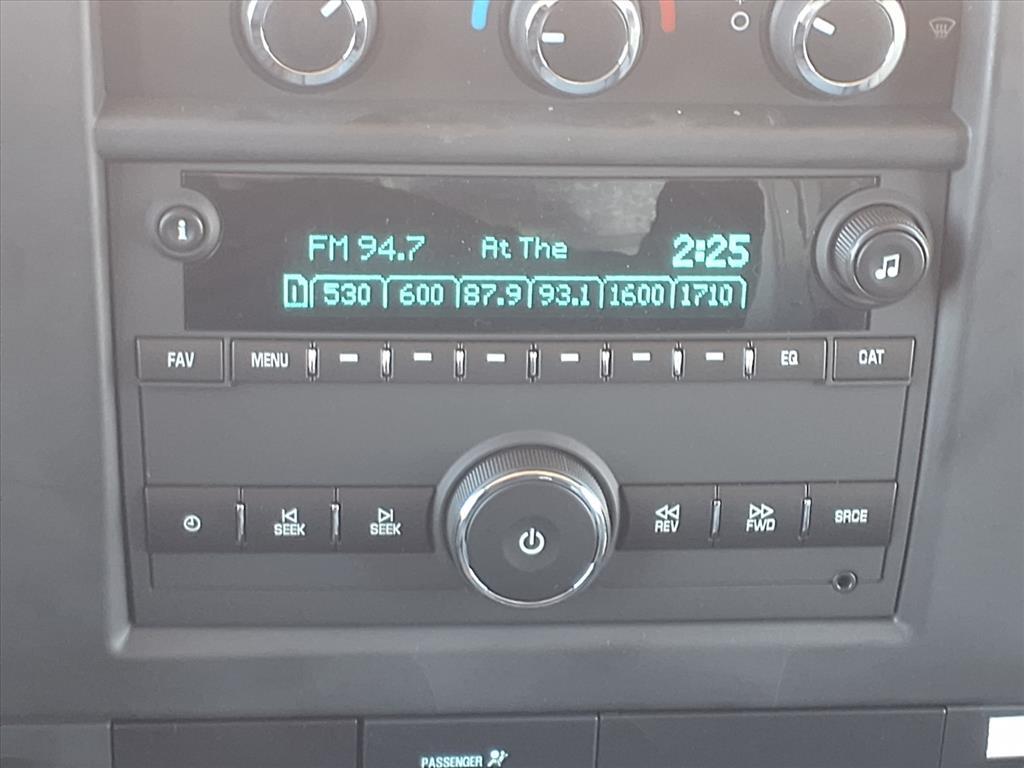 i
FM 94.7 At The 2:25
1 530 600 87.9 93.1 1600 1710
FAV MENU EQ CAT
SEEK SEEK REV FWD SRCE
PASSENGER